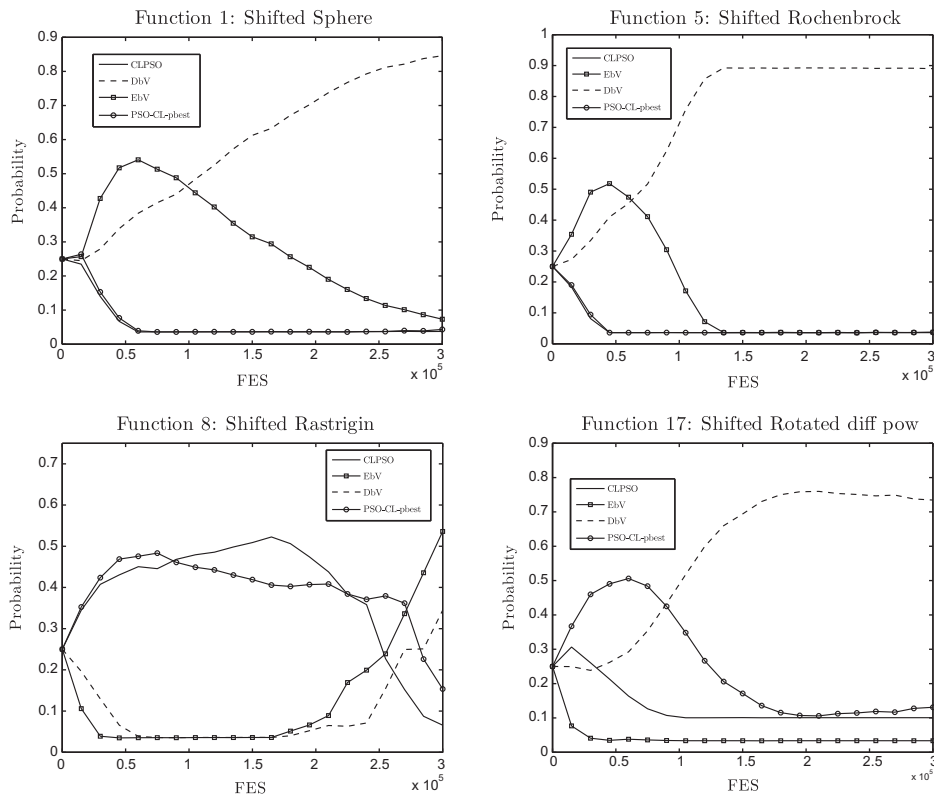 Function 1: Shifted Sphere
0.9
0.8
0.7
0.6
0.5
0.4
0.3
0.2
0.1
0
Probability
CLPSO
DbV
EbV
PSO-CL-pbest
0 0.5 1 1.5 2 2.5 3
x 10^5
FES
Function 5: Shifted Rochenbrock
1
0.9
0.8
0.7
0.6
0.5
0.4
0.3
0.2
0.1
0
Probability
CLPSO
EbV
DbV
PSO-CL-pbest
0 0.5 1 1.5 2 2.5 3
x 10^5
FES
Function 8: Shifted Rastrigin
0.7
0.6
0.5
0.4
0.3
0.2
0.1
0
Probability
CLPSO
EbV
DbV
PSO-CL-pbest
0 0.5 1 1.5 2 2.5 3
x 10^5
FES
Function 17: Shifted Rotated diff pow
0.9
0.8
0.7
0.6
0.5
0.4
0.3
0.2
0.1
0
Probability
CLPSO
EbV
DbV
PSO-CL-pbest
0 0.5 1 1.5 2 2.5 3
x 10^5
FES